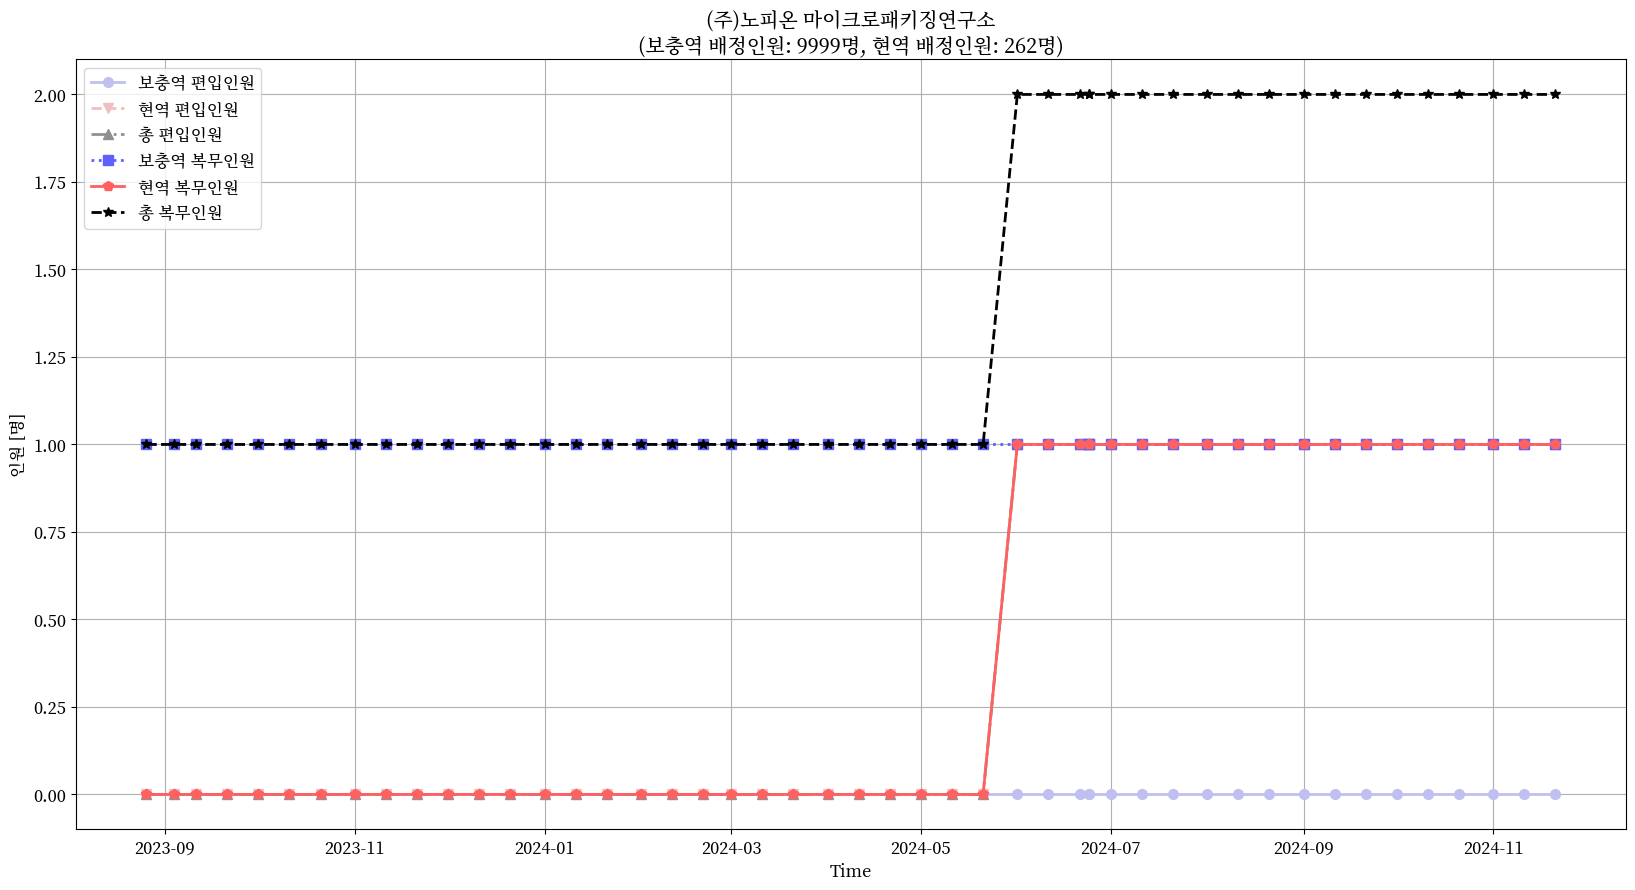 (주)노피온 마이크로패키징연구소
(보충역 배정인원: 9999명, 현역 배정인원: 262명)
보충역 편입인원
현역 편입인원
총 편입인원
보충역 복무인원
현역 복무인원
총 복무인원
인원 [명]
2.00
1.75
1.50
1.25
1.00
0.75
0.50
0.25
0.00
2023-09
2023-11
2024-01
2024-03
2024-05
2024-07
2024-09
2024-11
Time